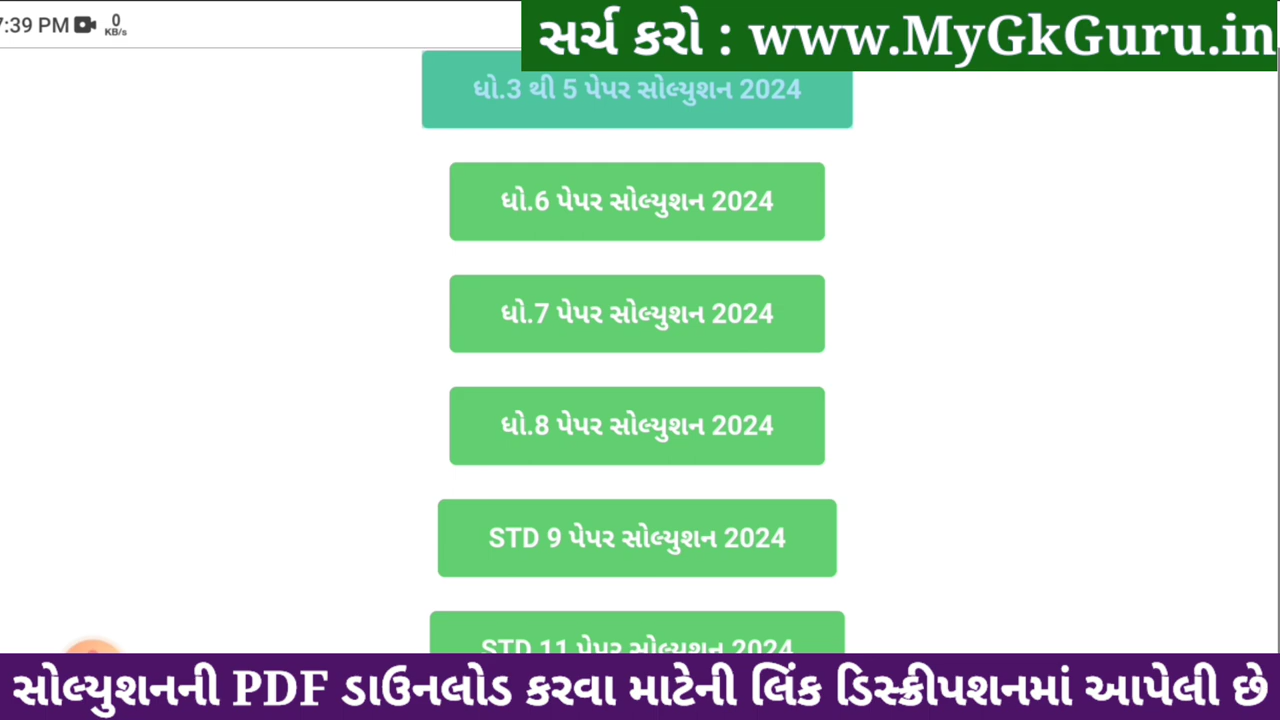 7:39 PM 0 KB/s
સર્ચ કરો : www.MyGkGuru.in
ધો.3 થી 5 પેપર સોલ્યુશન 2024
ધો.6 પેપર સોલ્યુશન 2024
ધો.7 પેપર સોલ્યુશન 2024
ધો.8 પેપર સોલ્યુશન 2024
STD 9 પેપર સોલ્યુશન 2024
STD 11 પેપર સોલ્યુશન 2024
સોલ્યુશનની PDF ડાઉનલોડ કરવા માટેની લિંક ડિસ્ક્રીપશનમાં આપેલી છે